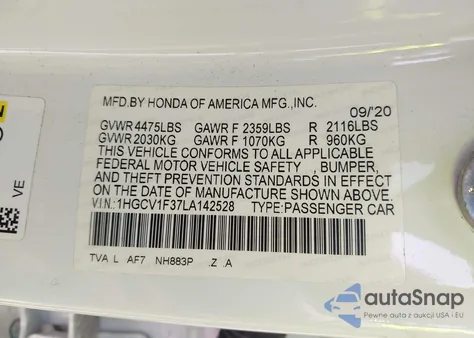 MFD.BY HONDA OF AMERICA MFG.,INC.
09/'20
GVWR 4475LBS GAWR F 2359LBS R 2116LBS
GVWR 2030KG GAWR F 1070KG R 960KG
THIS VEHICLE CONFORMS TO ALL APPLICABLE
FEDERAL MOTOR VEHICLE SAFETY , BUMPER,
AND THEFT PREVENTION STANDARDS IN EFFECT
ON THE DATE OF MANUFACTURE SHOWN ABOVE.
V.I.N.:1HGCV1F37LA142528 TYPE:PASSENGER CAR
TVA L AF7 NH883P .Z .A
VE
autoSnap
Pewne auta z aukcji USA i EU